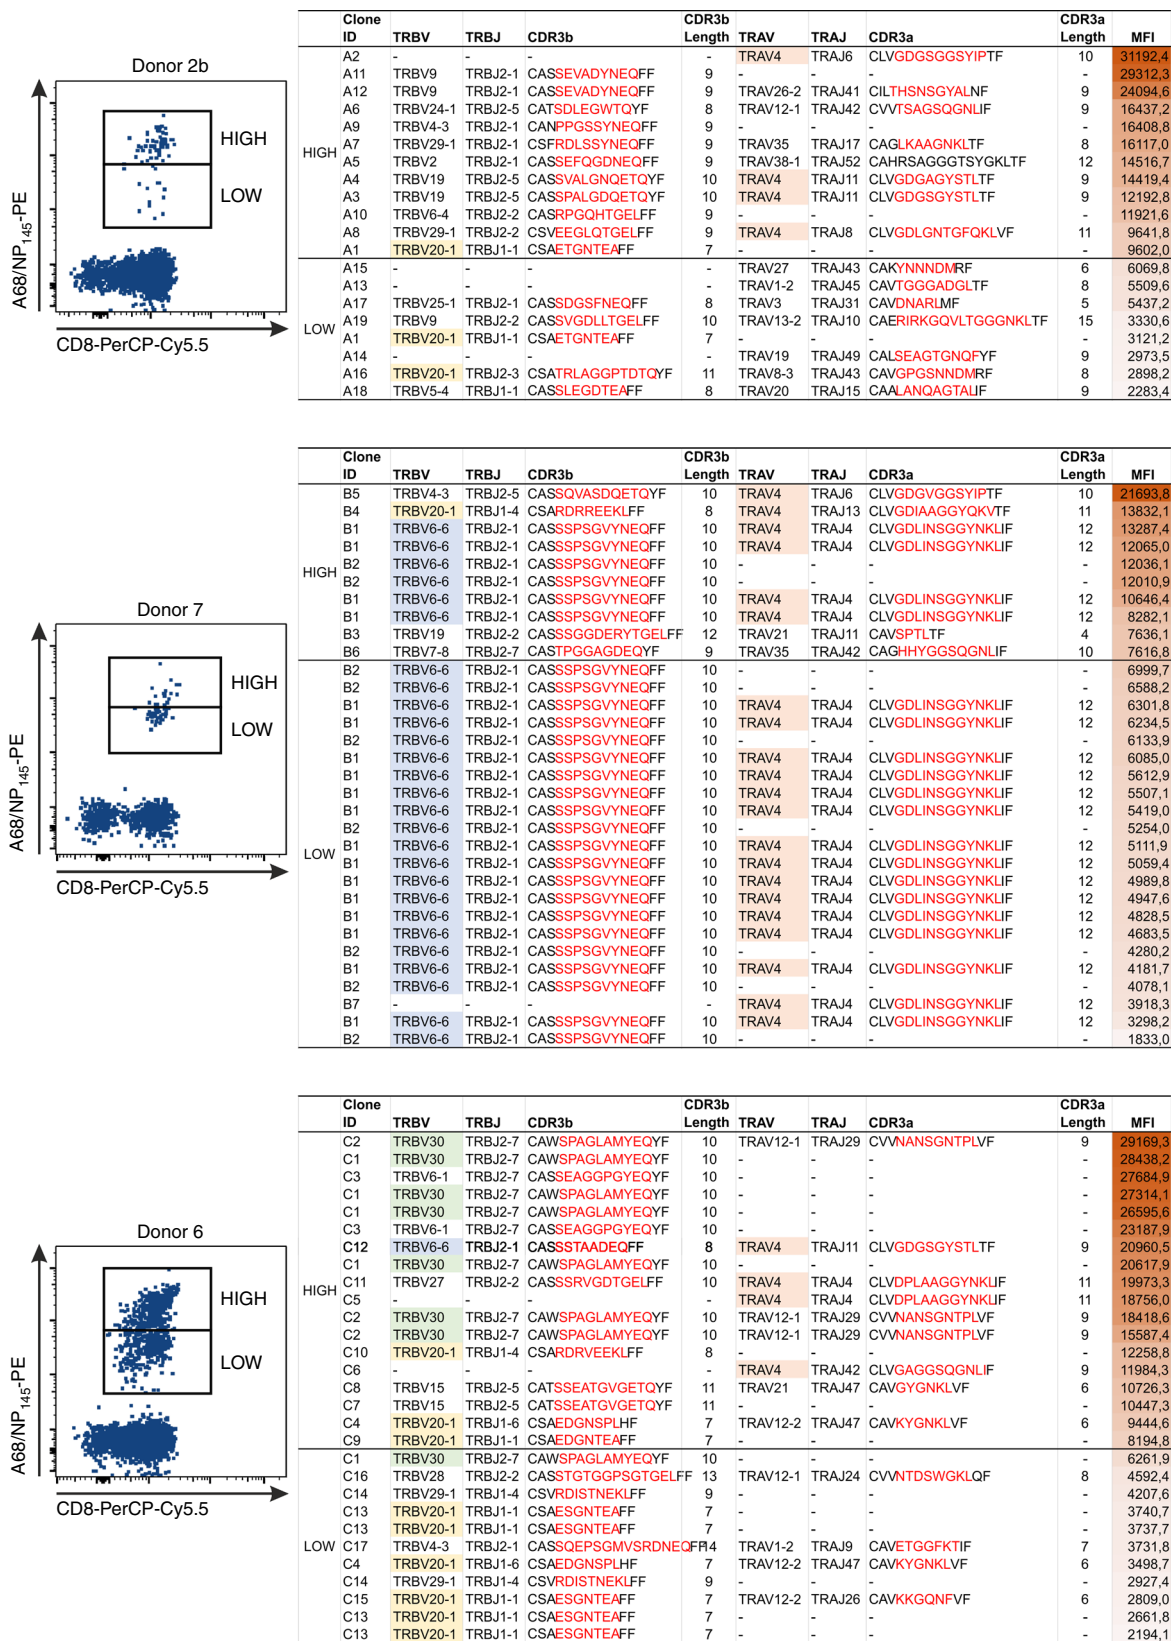 Donor 2b
HIGH
LOW
A68/NP145-PE
CD8-PerCP-Cy5.5
Clone ID TRBV TRBJ CDR3b CDR3b Length TRAV TRAJ CDR3a CDR3a Length MFI
HIGH
A2 - - - - TRAV4 TRAJ6 CLVGDGSGGSYIPTF 10 31192,4
A11 TRBV9 TRBJ2-1 CASSEVADYNEQFF 9 - - - - 29312,3
A12 TRBV9 TRBJ2-1 CASSEVADYNEQFF 9 TRAV26-2 TRAJ41 CILTHSNSGYALNF 9 24094,6
A6 TRBV24-1 TRBJ2-5 CATSDLEGWTQYF 8 TRAV12-1 TRAJ42 CVVTSAGSQGNLIF 9 16437,2
A9 TRBV4-3 TRBJ2-1 CANPPGSSYNEQFF 9 - - - - 16408,8
A7 TRBV29-1 TRBJ2-1 CSFRDLSSYNEQFF 9 TRAV35 TRAJ17 CAGLKAAGNKLTF 8 16117,0
A5 TRBV2 TRBJ2-1 CASSEFQGDNEQFF 9 TRAV38-1 TRAJ52 CAHRSAGGGTSYGKLTF 12 14516,7
A4 TRBV19 TRBJ2-5 CASSVALGNQETQYF 10 TRAV4 TRAJ11 CLVGDGAGYSTLTF 9 14419,4
A3 TRBV19 TRBJ2-5 CASSPALGDQETQYF 10 TRAV4 TRAJ11 CLVGDGSGYSTLTF 9 12192,8
A10 TRBV6-4 TRBJ2-2 CASRPGQHTGELFF 9 - - - - 11921,6
A8 TRBV29-1 TRBJ2-2 CSVEEGLQTGELFF 9 TRAV4 TRAJ8 CLVGDLGNTGFQKLVF 11 9641,8
A1 TRBV20-1 TRBJ1-1 CSAETGNTEAFF 7 - - - - 9602,0
LOW
A15 - - - - TRAV27 TRAJ43 CAKYNNNDMRF 6 6069,8
A13 - - - - TRAV1-2 TRAJ45 CAVTGGGADGLTF 8 5509,6
A17 TRBV25-1 TRBJ2-1 CASSDGSFNEQFF 8 TRAV3 TRAJ31 CAVDNARLMF 5 5437,2
A19 TRBV9 TRBJ2-2 CASSVGDLLTGELFF 10 TRAV13-2 TRAJ10 CAERIRKGQVLTGGGNKLTF 15 3330,6
A1 TRBV20-1 TRBJ1-1 CSAETGNTEAFF 7 - - - - 3121,2
A14 - - - - TRAV19 TRAJ49 CALSEAGTGNQFYF 9 2973,5
A16 TRBV20-1 TRBJ2-3 CSATRLAGGPTDTQYF 11 TRAV8-3 TRAJ43 CAVGPGSNNDMRF 8 2898,2
A18 TRBV5-4 TRBJ1-1 CASSLEGDTEAFF 8 TRAV20 TRAJ15 CAALANQAGTALIF 9 2283,4
Donor 7
HIGH
LOW
A68/NP145-PE
CD8-PerCP-Cy5.5
Clone ID TRBV TRBJ CDR3b CDR3b Length TRAV TRAJ CDR3a CDR3a Length MFI
HIGH
B5 TRBV4-3 TRBJ2-5 CASSQVASDQETQYF 10 TRAV4 TRAJ6 CLVGDGVGGSYIPTF 10 21693,8
B4 TRBV20-1 TRBJ1-4 CSARDRREEKLFF 8 TRAV4 TRAJ13 CLVGDIAAGGYQKVTF 11 13832,1
B1 TRBV6-6 TRBJ2-1 CASSSPSGVYNEQFF 10 TRAV4 TRAJ4 CLVGDLINSGGYNKLIF 12 13287,4
B1 TRBV6-6 TRBJ2-1 CASSSPSGVYNEQFF 10 TRAV4 TRAJ4 CLVGDLINSGGYNKLIF 12 12065,0
B2 TRBV6-6 TRBJ2-1 CASSSPSGVYNEQFF 10 - - - - 12036,1
B2 TRBV6-6 TRBJ2-1 CASSSPSGVYNEQFF 10 - - - - 12010,9
B1 TRBV6-6 TRBJ2-1 CASSSPSGVYNEQFF 10 TRAV4 TRAJ4 CLVGDLINSGGYNKLIF 12 10646,4
B1 TRBV6-6 TRBJ2-1 CASSSPSGVYNEQFF 10 TRAV4 TRAJ4 CLVGDLINSGGYNKLIF 12 8282,1
B3 TRBV19 TRBJ2-2 CASSSGGDERYTGELFF 12 TRAV21 TRAJ11 CAVSPTLTF 4 7636,1
B6 TRBV7-8 TRBJ2-7 CASTPGGAGDEQYF 9 TRAV35 TRAJ42 CAGHHYGGSQGNLIF 10 7616,8
LOW
B2 TRBV6-6 TRBJ2-1 CASSSPSGVYNEQFF 10 - - - - 6999,7
B2 TRBV6-6 TRBJ2-1 CASSSPSGVYNEQFF 10 - - - - 6588,2
B1 TRBV6-6 TRBJ2-1 CASSSPSGVYNEQFF 10 TRAV4 TRAJ4 CLVGDLINSGGYNKLIF 12 6301,8
B1 TRBV6-6 TRBJ2-1 CASSSPSGVYNEQFF 10 TRAV4 TRAJ4 CLVGDLINSGGYNKLIF 12 6234,5
B2 TRBV6-6 TRBJ2-1 CASSSPSGVYNEQFF 10 - - - - 6133,9
B1 TRBV6-6 TRBJ2-1 CASSSPSGVYNEQFF 10 TRAV4 TRAJ4 CLVGDLINSGGYNKLIF 12 6085,0
B1 TRBV6-6 TRBJ2-1 CASSSPSGVYNEQFF 10 TRAV4 TRAJ4 CLVGDLINSGGYNKLIF 12 5612,9
B1 TRBV6-6 TRBJ2-1 CASSSPSGVYNEQFF 10 TRAV4 TRAJ4 CLVGDLINSGGYNKLIF 12 5507,1
B1 TRBV6-6 TRBJ2-1 CASSSPSGVYNEQFF 10 TRAV4 TRAJ4 CLVGDLINSGGYNKLIF 12 5419,0
B2 TRBV6-6 TRBJ2-1 CASSSPSGVYNEQFF 10 - - - - 5254,0
B1 TRBV6-6 TRBJ2-1 CASSSPSGVYNEQFF 10 TRAV4 TRAJ4 CLVGDLINSGGYNKLIF 12 5111,9
B1 TRBV6-6 TRBJ2-1 CASSSPSGVYNEQFF 10 TRAV4 TRAJ4 CLVGDLINSGGYNKLIF 12 5059,4
B1 TRBV6-6 TRBJ2-1 CASSSPSGVYNEQFF 10 TRAV4 TRAJ4 CLVGDLINSGGYNKLIF 12 4989,8
B1 TRBV6-6 TRBJ2-1 CASSSPSGVYNEQFF 10 TRAV4 TRAJ4 CLVGDLINSGGYNKLIF 12 4947,6
B1 TRBV6-6 TRBJ2-1 CASSSPSGVYNEQFF 10 TRAV4 TRAJ4 CLVGDLINSGGYNKLIF 12 4828,5
B1 TRBV6-6 TRBJ2-1 CASSSPSGVYNEQFF 10 TRAV4 TRAJ4 CLVGDLINSGGYNKLIF 12 4683,5
B2 TRBV6-6 TRBJ2-1 CASSSPSGVYNEQFF 10 - - - - 4280,2
B1 TRBV6-6 TRBJ2-1 CASSSPSGVYNEQFF 10 TRAV4 TRAJ4 CLVGDLINSGGYNKLIF 12 4181,7
B2 TRBV6-6 TRBJ2-1 CASSSPSGVYNEQFF 10 - - - - 4078,1
B7 - - - - TRAV4 TRAJ4 CLVGDLINSGGYNKLIF 12 3918,3
B1 TRBV6-6 TRBJ2-1 CASSSPSGVYNEQFF 10 TRAV4 TRAJ4 CLVGDLINSGGYNKLIF 12 3298,2
B2 TRBV6-6 TRBJ2-1 CASSSPSGVYNEQFF 10 - - - - 1833,0
Donor 6
HIGH
LOW
A68/NP145-PE
CD8-PerCP-Cy5.5
Clone ID TRBV TRBJ CDR3b CDR3b Length TRAV TRAJ CDR3a CDR3a Length MFI
HIGH
C2 TRBV30 TRBJ2-7 CAWSPAGLAMYEQYF 10 TRAV12-1 TRAJ29 CVVNANSGNTPLVF 9 29169,3
C1 TRBV30 TRBJ2-7 CAWSPAGLAMYEQYF 10 - - - - 28438,2
C3 TRBV6-1 TRBJ2-7 CASSEAGGPGYEQYF 10 - - - - 27684,9
C1 TRBV30 TRBJ2-7 CAWSPAGLAMYEQYF 10 - - - - 27314,1
C1 TRBV30 TRBJ2-7 CAWSPAGLAMYEQYF 10 - - - - 26595,6
C3 TRBV6-1 TRBJ2-7 CASSEAGGPGYEQYF 10 - - - - 23187,9
C12 TRBV6-6 TRBJ2-1 CASSSTAADEQFF 8 TRAV4 TRAJ11 CLVGDGSGYSTLTF 9 20960,5
C1 TRBV30 TRBJ2-7 CAWSPAGLAMYEQYF 10 - - - - 20617,9
C11 TRBV27 TRBJ2-2 CASSSRVGDTGELFF 10 TRAV4 TRAJ4 CLVDPLAAGGYNKLIF 11 19973,3
C5 - - - - TRAV4 TRAJ4 CLVDPLAAGGYNKLIF 11 18756,0
C2 TRBV30 TRBJ2-7 CAWSPAGLAMYEQYF 10 TRAV12-1 TRAJ29 CVVNANSGNTPLVF 9 18418,6
C2 TRBV30 TRBJ2-7 CAWSPAGLAMYEQYF 10 TRAV12-1 TRAJ29 CVVNANSGNTPLVF 9 15587,4
C10 TRBV20-1 TRBJ1-4 CSARDRVEEKLFF 8 - - - - 12258,8
C6 - - - - TRAV4 TRAJ42 CLVGAGGSQGNLIF 9 11984,3
C8 TRBV15 TRBJ2-5 CATSSEATGVGETQYF 11 TRAV21 TRAJ47 CAVGYGNKLVF 6 10726,3
C7 TRBV15 TRBJ2-5 CATSSEATGVGETQYF 11 - - - - 10447,3
C4 TRBV20-1 TRBJ1-6 CSAEDGNSPLHF 7 TRAV12-2 TRAJ47 CAVKYGNKLVF 6 9444,6
C9 TRBV20-1 TRBJ1-1 CSAEDGNTEAFF 7 - - - - 8194,8
LOW
C1 TRBV30 TRBJ2-7 CAWSPAGLAMYEQYF 10 - - - - 6261,9
C16 TRBV28 TRBJ2-2 CASSTGTGGPSGTGELFF 13 TRAV12-1 TRAJ24 CVVNTDSWGKLQF 8 4592,4
C14 TRBV29-1 TRBJ1-4 CSVRDISTNEKLFF 9 - - - - 4207,6
C13 TRBV20-1 TRBJ1-1 CSAESGNTEAFF 7 - - - - 3740,7
C13 TRBV20-1 TRBJ1-1 CSAESGNTEAFF 7 - - - - 3737,7
C17 TRBV4-3 TRBJ2-1 CASSQEPSGMVSRDNEQFF 14 TRAV1-2 TRAJ9 CAVETGGFKTIF 7 3731,8
C4 TRBV20-1 TRBJ1-6 CSAEDGNSPLHF 7 TRAV12-2 TRAJ47 CAVKYGNKLVF 6 3498,7
C14 TRBV29-1 TRBJ1-4 CSVRDISTNEKLFF 9 - - - - 2927,4
C15 TRBV20-1 TRBJ1-1 CSAESGNTEAFF 7 TRAV12-2 TRAJ26 CAVKKGQNFVF 6 2809,0
C13 TRBV20-1 TRBJ1-1 CSAESGNTEAFF 7 - - - - 2661,8
C13 TRBV20-1 TRBJ1-1 CSAESGNTEAFF 7 - - - - 2194,1